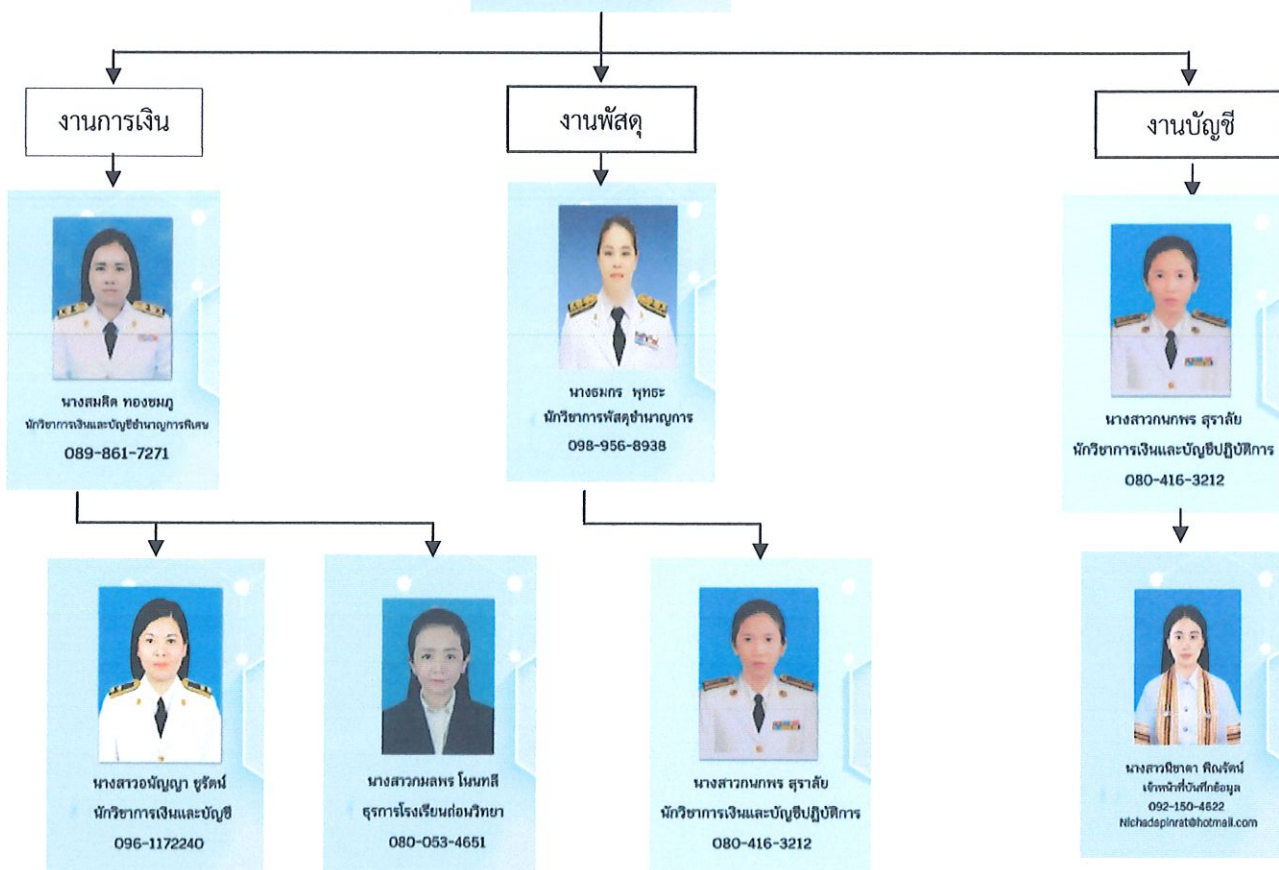 งานการเงิน
งานพัสดุ
งานบัญชี
นางสมคิด ทองชมภู
นักวิชาการเงินและบัญชีชำนาญการพิเศษ
089-861-7271
นางธมกร พุทธะ
นักวิชาการพัสดุชำนาญการ
098-956-8938
นางสาวกนกพร สุราลัย
นักวิชาการเงินและบัญชีปฏิบัติการ
080-416-3212
นางสาวอนัญญา ชูรัตน์
นักวิชาการเงินและบัญชี
096-1172240
นางสาวกมลพร โนนทลี
ธุรการโรงเรียนถ่อนวิทยา
080-053-4651
นางสาวกนกพร สุราลัย
นักวิชาการเงินและบัญชีปฏิบัติการ
080-416-3212
นางสาวนิชาดา พิณรัตน์
เจ้าหน้าที่บันทึกข้อมูล
092-150-4622
Nichadapinrat@hotmail.com